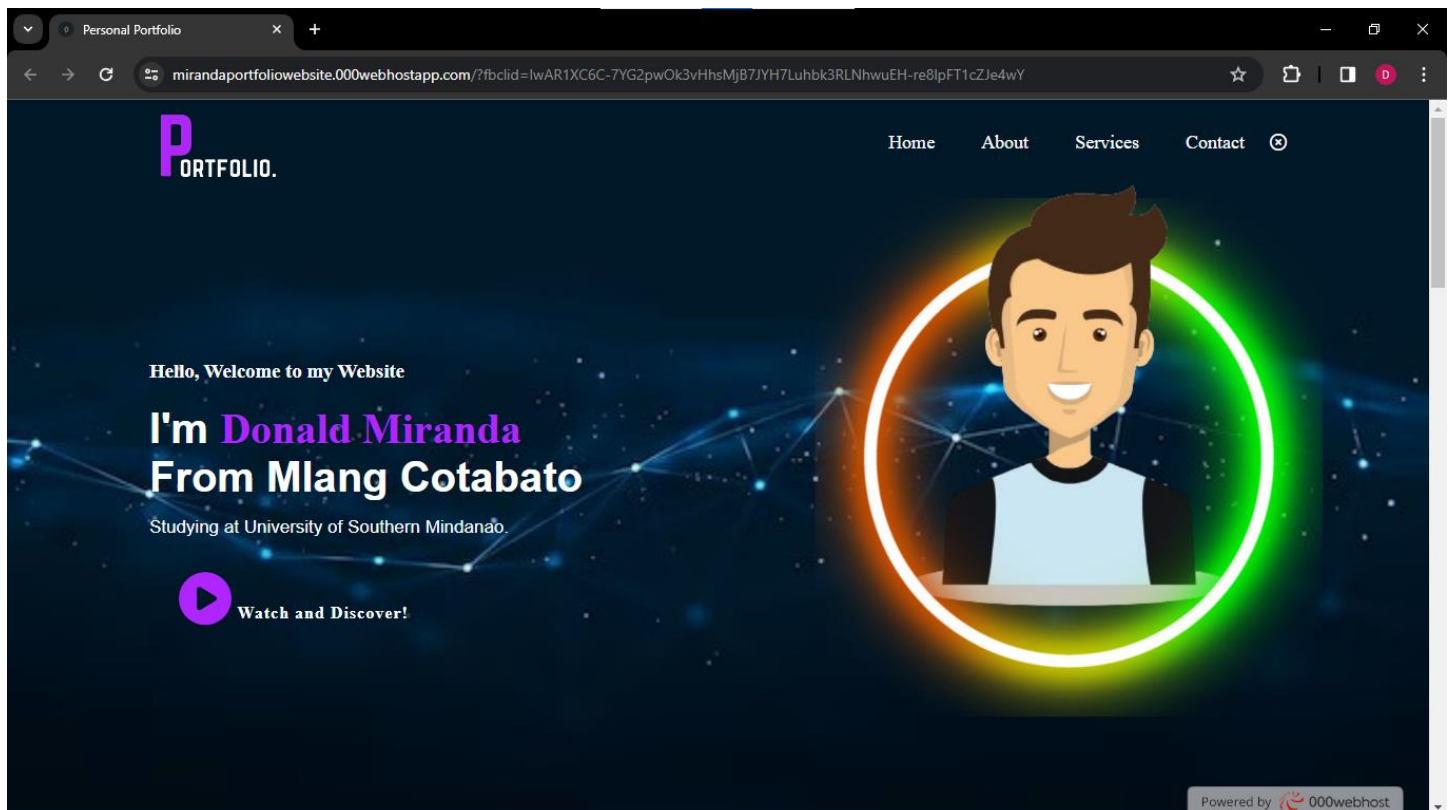 Personal Portfolio
mirandaportfoliowebsite.000webhostapp.com/?fbclid=IwAR1XC6C-7YG2pwOk3vHhsMjB7JYH7Luhbk3RLNhwuEH-re8lpFT1cZJe4wY
D
PORTFOLIO.
Home About Services Contact
Hello, Welcome to my Website
I'm Donald Miranda
From Mlang Cotabato
Studying at University of Southern Mindanao.
Watch and Discover!
Powered by 000webhost